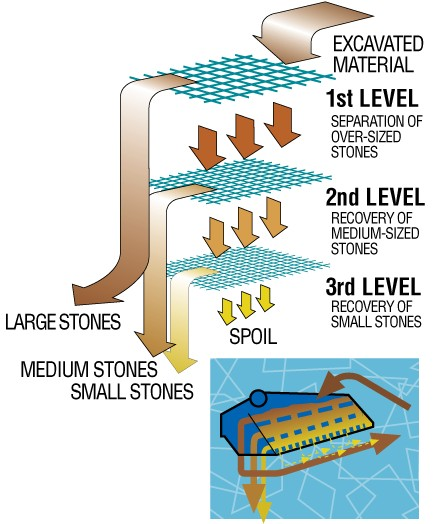 EXCAVATED
MATERIAL
1st LEVEL
SEPARATION OF
OVER-SIZED
STONES
2nd LEVEL
RECOVERY OF
MEDIUM-SIZED
STONES
3rd LEVEL
RECOVERY OF
SMALL STONES
LARGE STONES
SPOIL
MEDIUM STONES
SMALL STONES